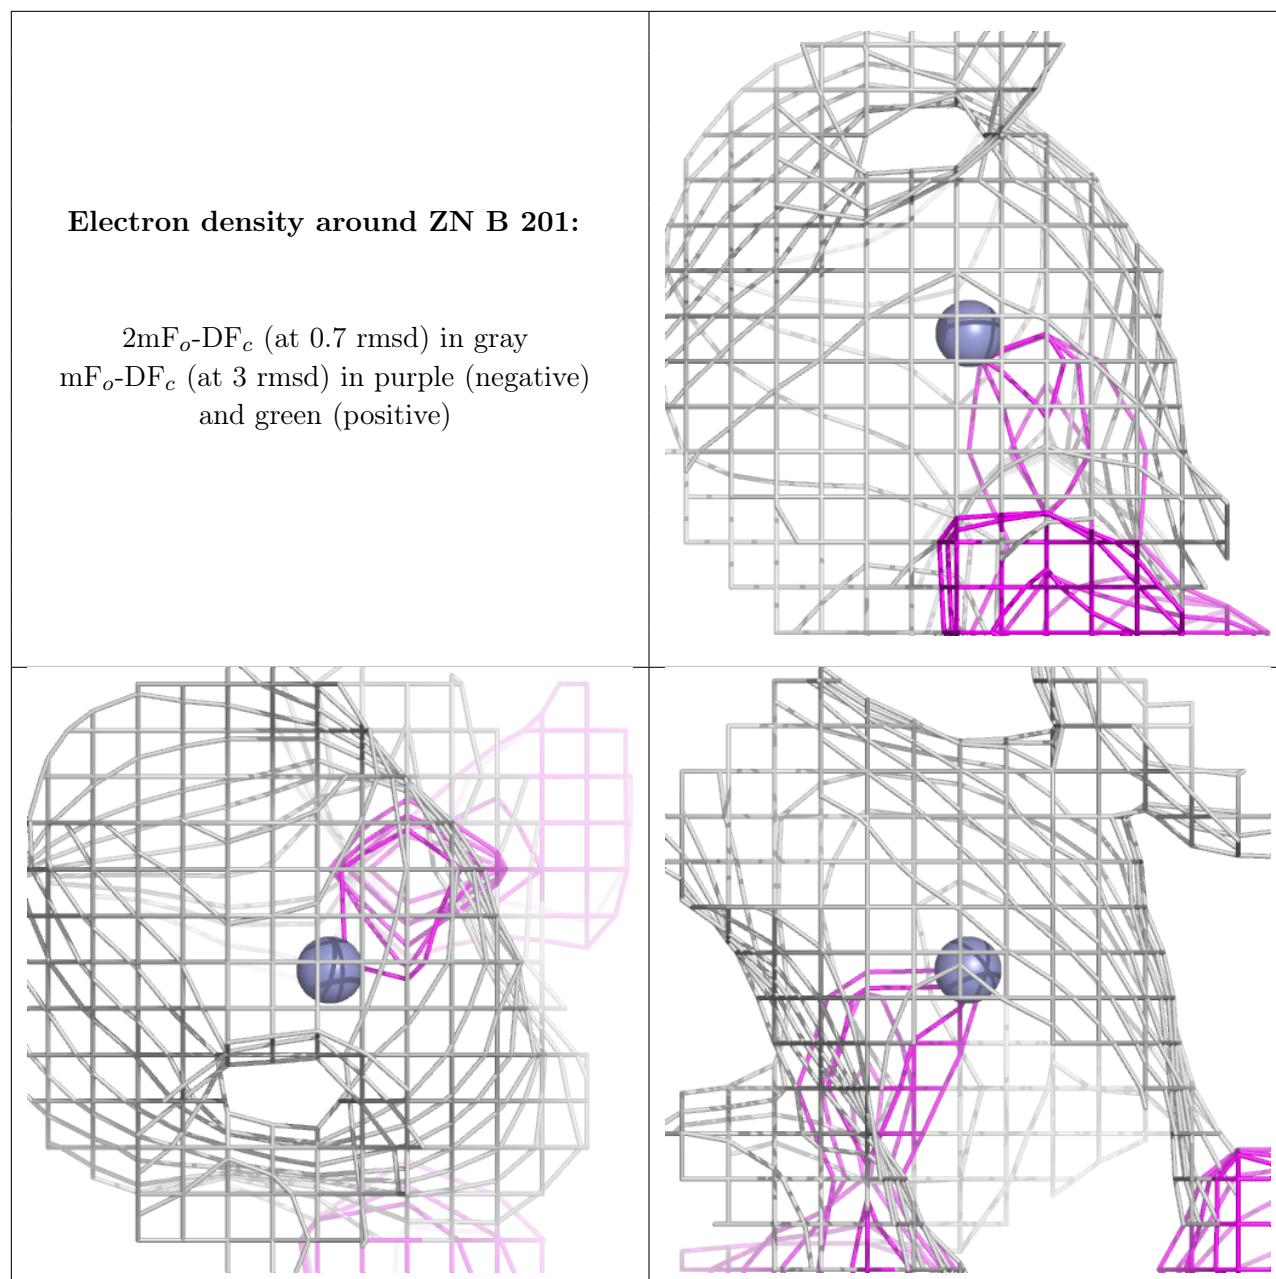 Electron density around ZN B 201:
2mFo-DFc (at 0.7 rmsd) in gray
mFo-DFc (at 3 rmsd) in purple (negative)
and green (positive)